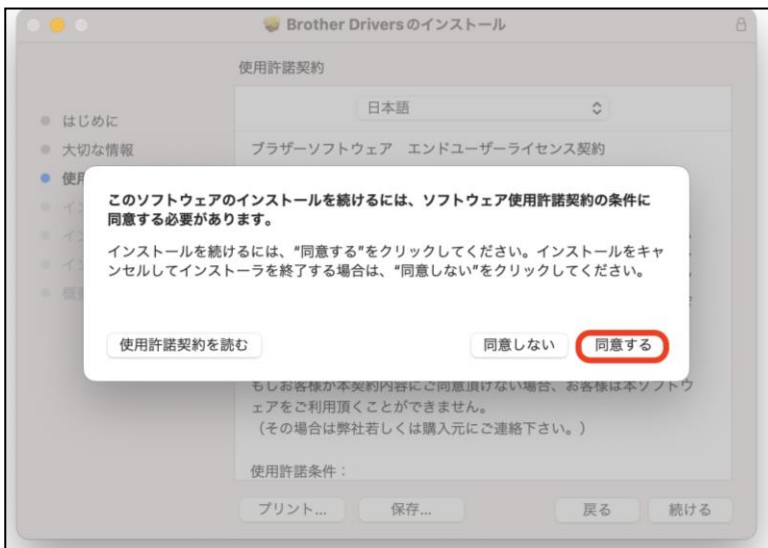 Brother Driversのインストール
使用許諾契約
日本語
はじめに
大切な情報
ブラザーソフトウェア　エンドユーザーライセンス契約
使用
このソフトウェアのインストールを続けるには、ソフトウェア使用許諾契約の条件に
同意する必要があります。
インストールを続けるには、“同意する”をクリックしてください。インストールをキャ
ンセルしてインストーラを終了する場合は、“同意しない”をクリックしてください。
使用許諾契約を読む
同意しない
同意する
もしお客様が本契約内容にご同意頂けない場合、お客様は本ソフトウ
ェアをご利用頂くことができません。
（その場合は弊社若しくは購入元にご連絡下さい。）
使用許諾条件：
プリント...
保存...
戻る
続ける